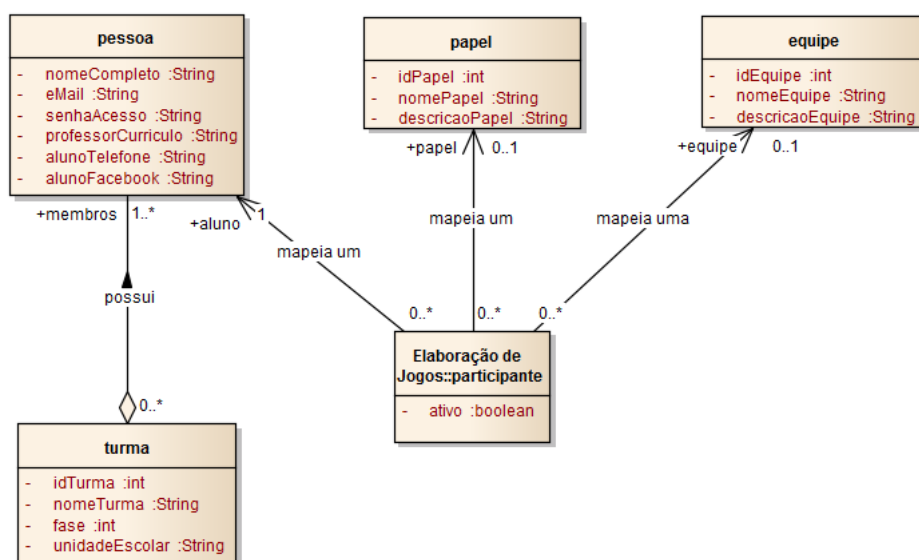 pessoa
- nomeCompleto :String
- eMail :String
- senhaAcesso :String
- professorCurriculo :String
- alunoTelefone :String
- alunoFacebook :String
papel
- idPapel :int
- nomePapel :String
- descricaoPapel :String
equipe
- idEquipe :int
- nomeEquipe :String
- descricaoEquipe :String
+membros
1..*
+aluno
1
+papel
0..1
+equipe
0..1
mapeia um
mapeia um
mapeia uma
possui
0..*
0..*
0..*
0..*
Elaboração de
Jogos::participante
- ativo :boolean
turma
- idTurma :int
- nomeTurma :String
- fase :int
- unidadeEscolar :String